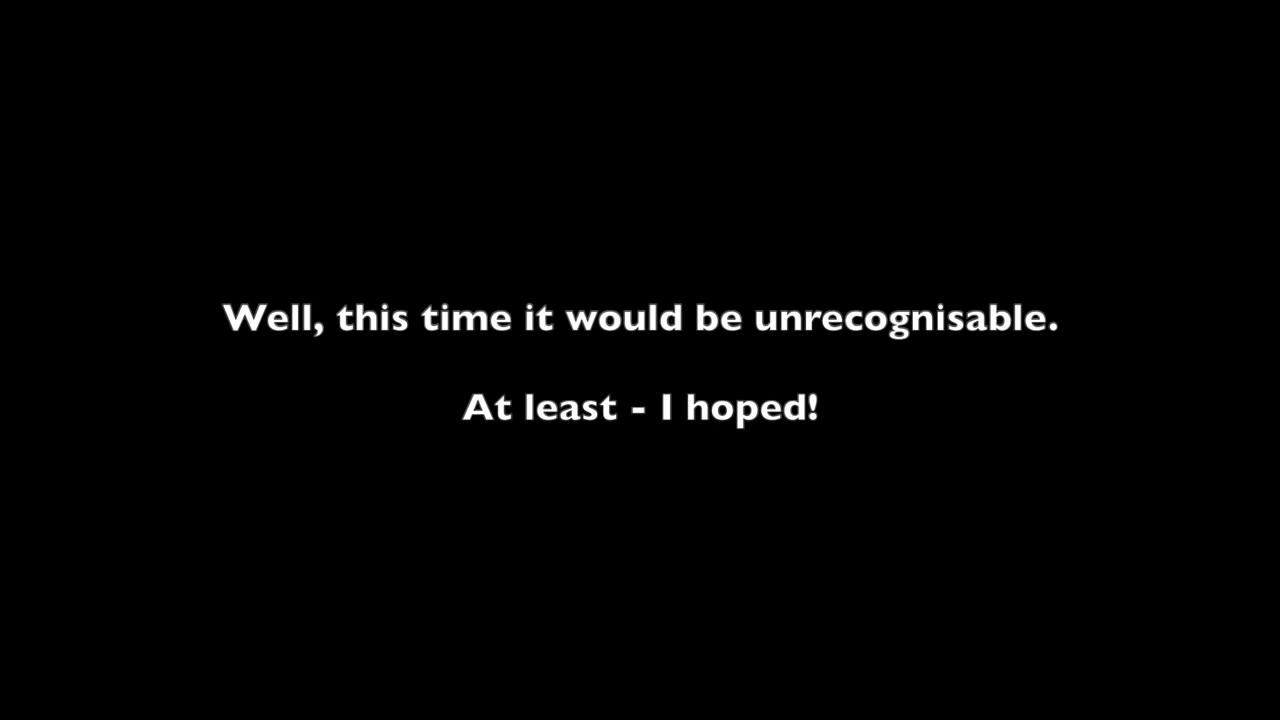 Well, this time it would be unrecognisable.
At least - I hoped!